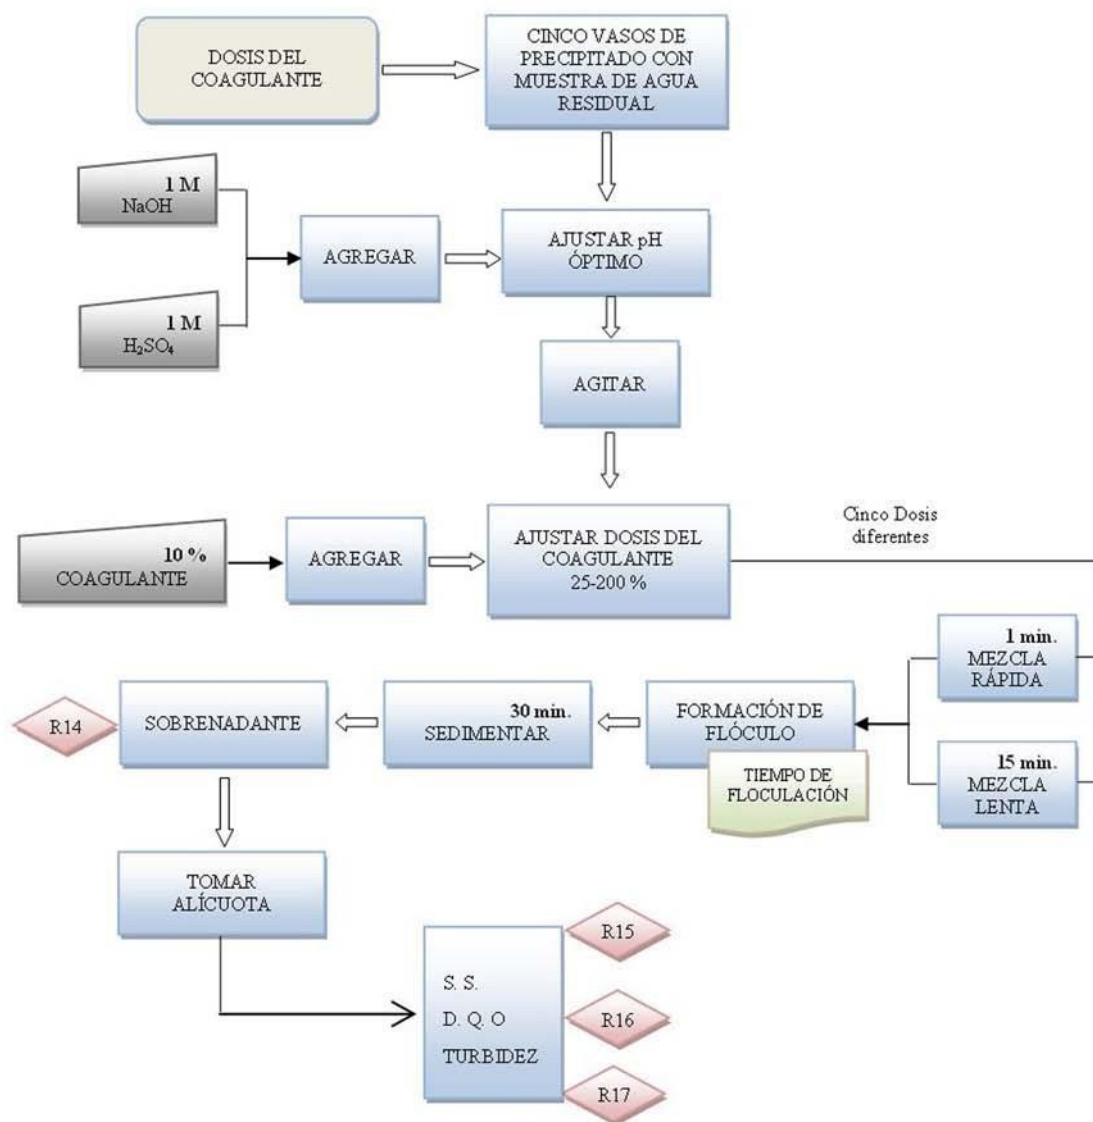 DOSIS DEL
COAGULANTE
CINCO VASOS DE
PRECIPITADO CON
MUESTRA DE AGUA
RESIDUAL
1 M
NaOH
AGREGAR
AJUSTAR pH
ÓPTIMO
1 M
H₂SO₄
AGITAR
10 %
COAGULANTE
AGREGAR
AJUSTAR DOSIS DEL
COAGULANTE
25-200 %
Cinco Dosis
diferentes
1 min.
MEZCLA
RÁPIDA
15 min.
MEZCLA
LENTA
FORMACIÓN DE
FLÓCULO
TIEMPO DE
FLOCULACIÓN
30 min.
SEDIMENTAR
SOBRENADANTE
R14
TOMAR
ALÍCUOTA
S. S.
D. Q. O
TURBIDEZ
R15
R16
R17